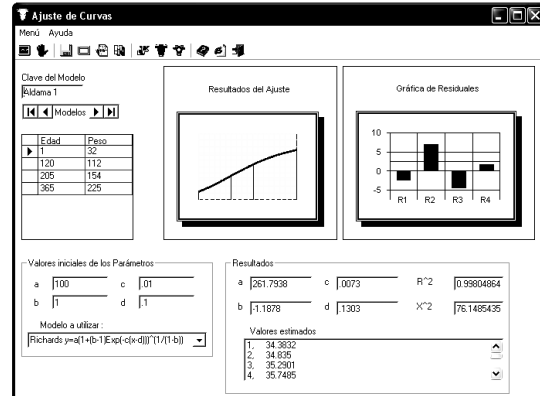 Ajuste de Curvas
Menú Ayuda
Clave del Modelo
Aldama 1
Modelos
Edad Peso
1 32
120 112
205 154
365 225
Resultados del Ajuste
Gráfica de Residuales
10
5
0
-5
R1 R2 R3 R4
Valores iniciales de los Parámetros
a 100 c .01
b 1 d .1
Modelo a utilizar :
Richards y=a(1+(b-1)Exp(-c(x-d)))^(1/(1-b))
Resultados
a 261.7938 c .0073 R^2 0.99804864
b -1.1878 d .1303 X^2 76.1485435
Valores estimados
1, 34.3832
2, 34.835
3, 35.2901
4, 35.7485